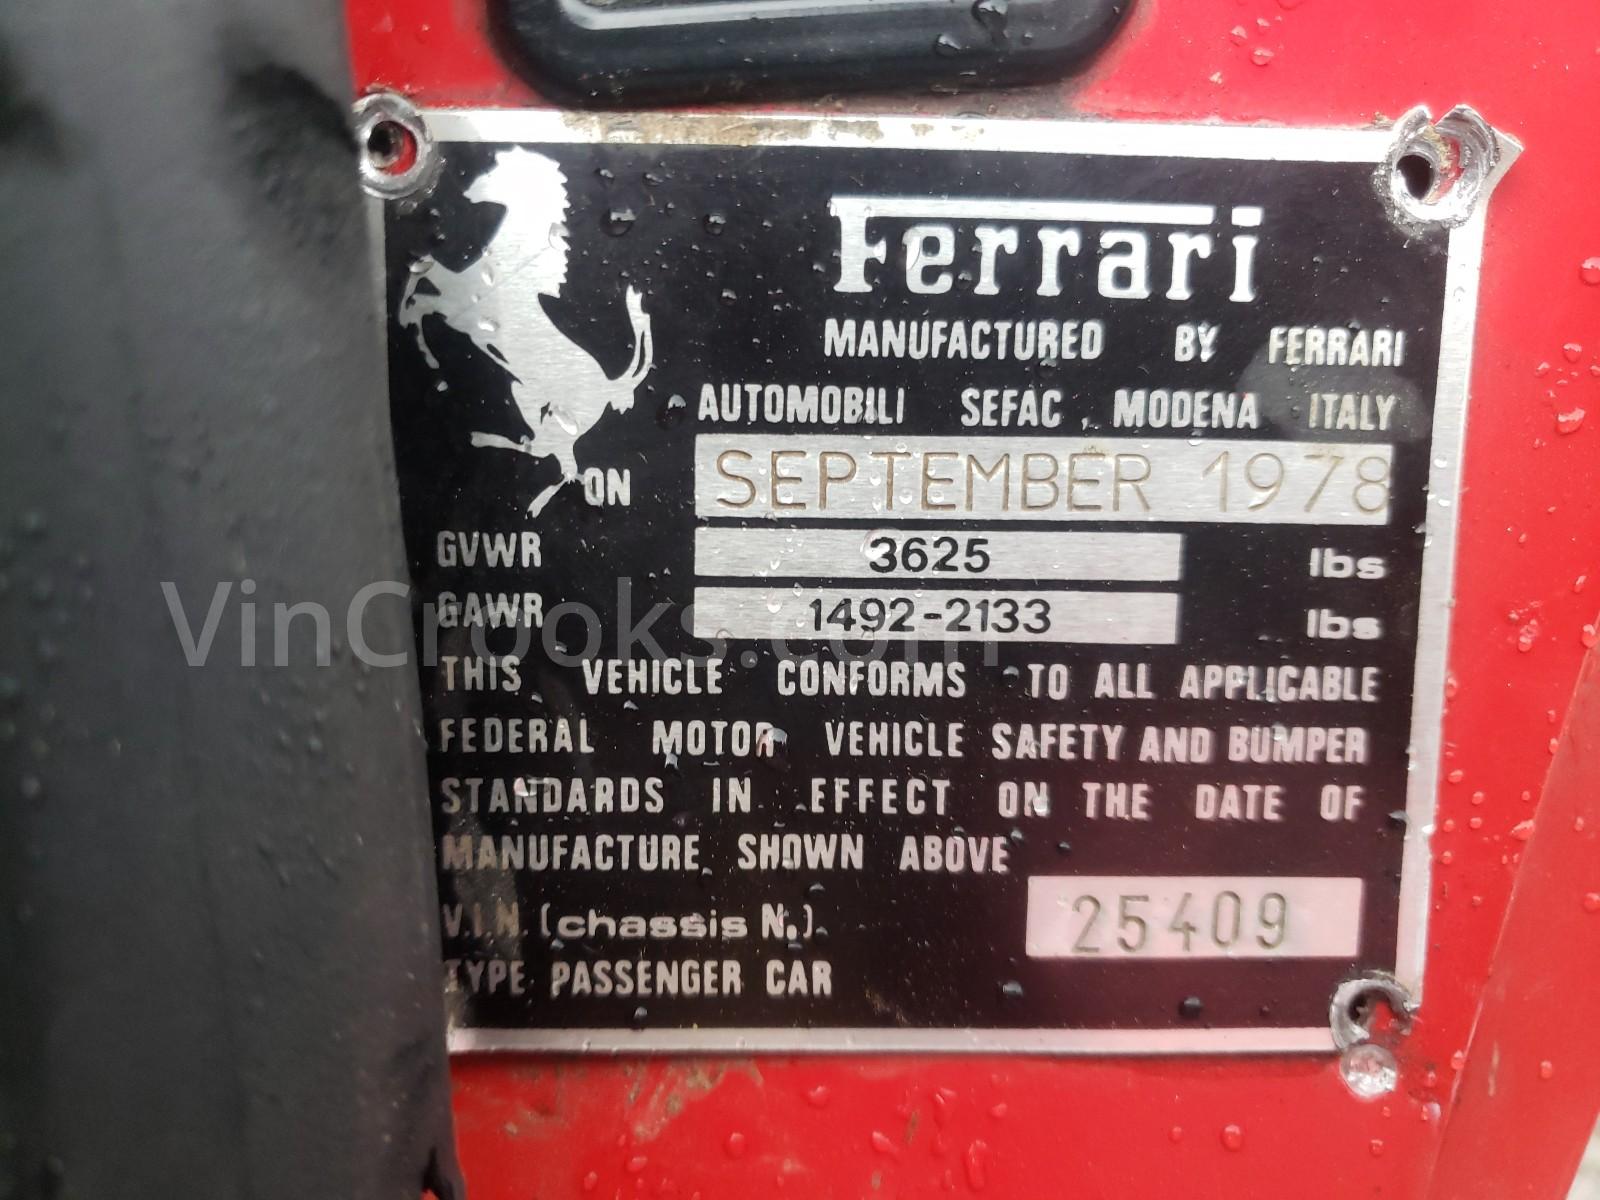 Ferrari
MANUFACTURED BY FERRARI
AUTOMOBILI SEFAC, MODENA ITALY
ON SEPTEMBER 1978
GVWR 3625 lbs
GAWR 1492-2133 lbs
VinCrooks.com
THIS VEHICLE CONFORMS TO ALL APPLICABLE
FEDERAL MOTOR VEHICLE SAFETY AND BUMPER
STANDARDS IN EFFECT ON THE DATE OF
MANUFACTURE SHOWN ABOVE
V.I.N. (chassis N.) 25409
TYPE PASSENGER CAR